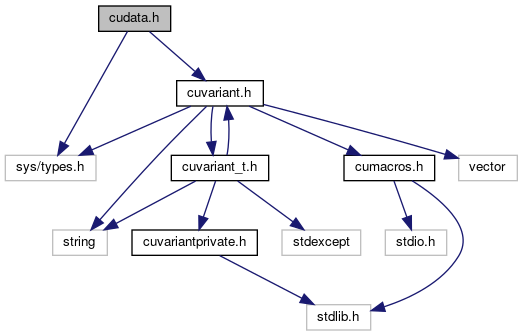 cudata.h
cuvariant.h
sys/types.h
cuvariant_t.h
cumacros.h
vector
string
cuvariantprivate.h
stdexcept
stdio.h
stdlib.h